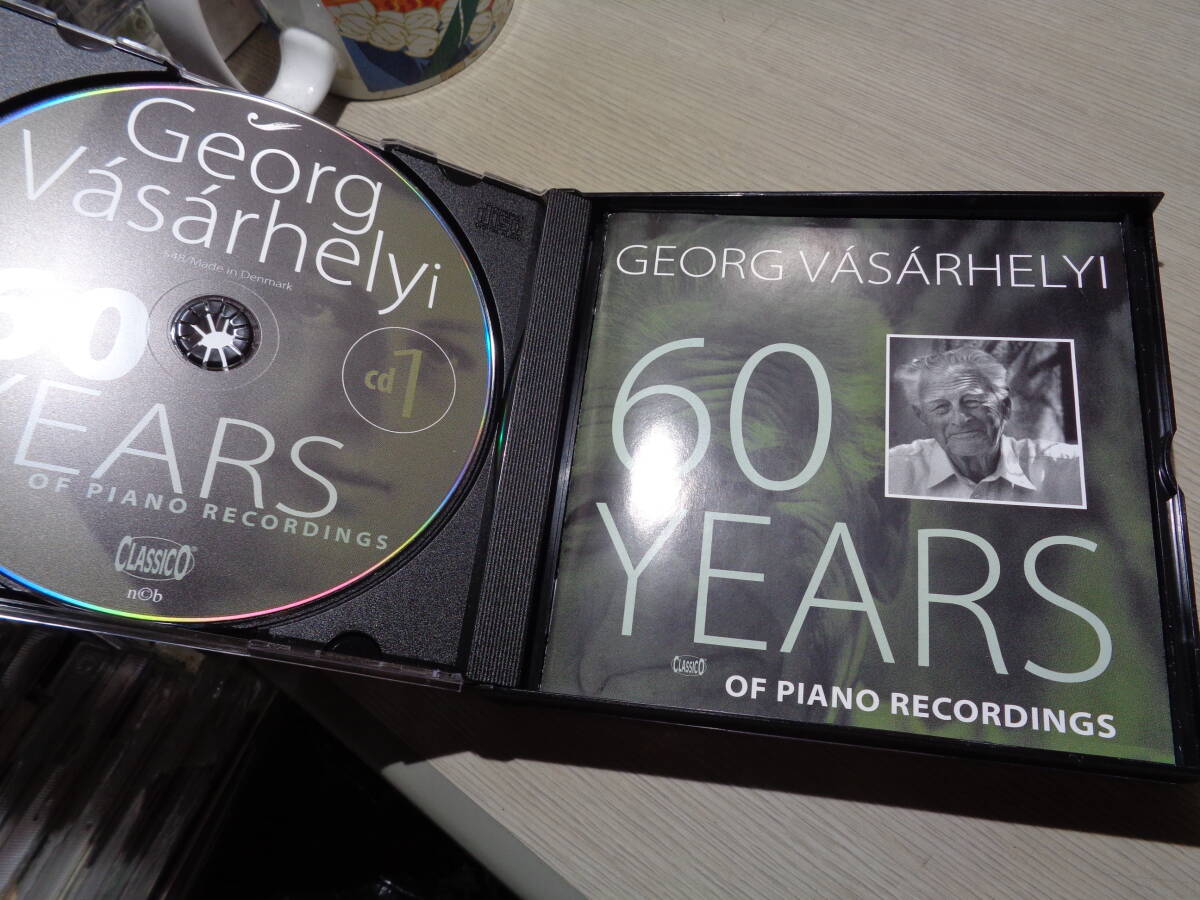 Georg
Vásárhelyi
548/Made in Denmark
60
cd 1
YEARS
OF PIANO RECORDINGS
CLASSICO
n©b
GEORG VÁSÁRHELYI
60
YEARS
CLASSICO
OF PIANO RECORDINGS